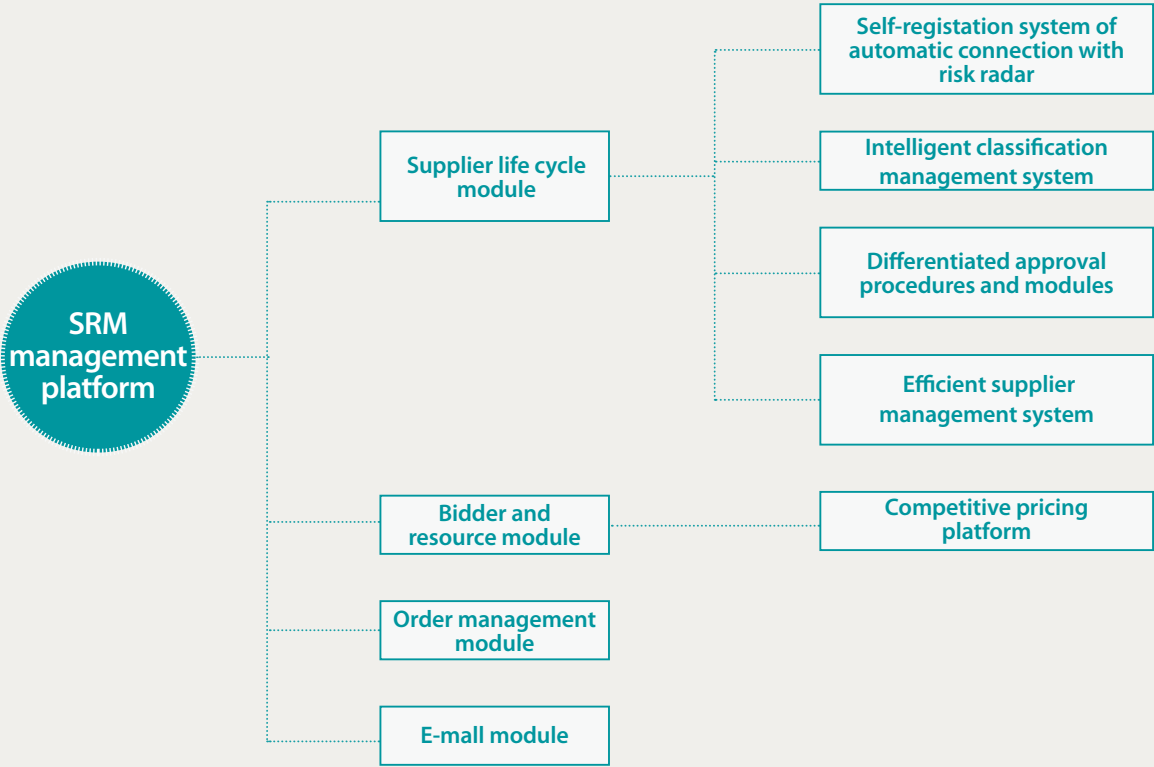 SRM
management
platform
Supplier life cycle
module
Self-registation system of
automatic connection with
risk radar
Intelligent classification
management system
Differentiated approval
procedures and modules
Efficient supplier
management system
Bidder and
resource module
Competitive pricing
platform
Order management
module
E-mall module